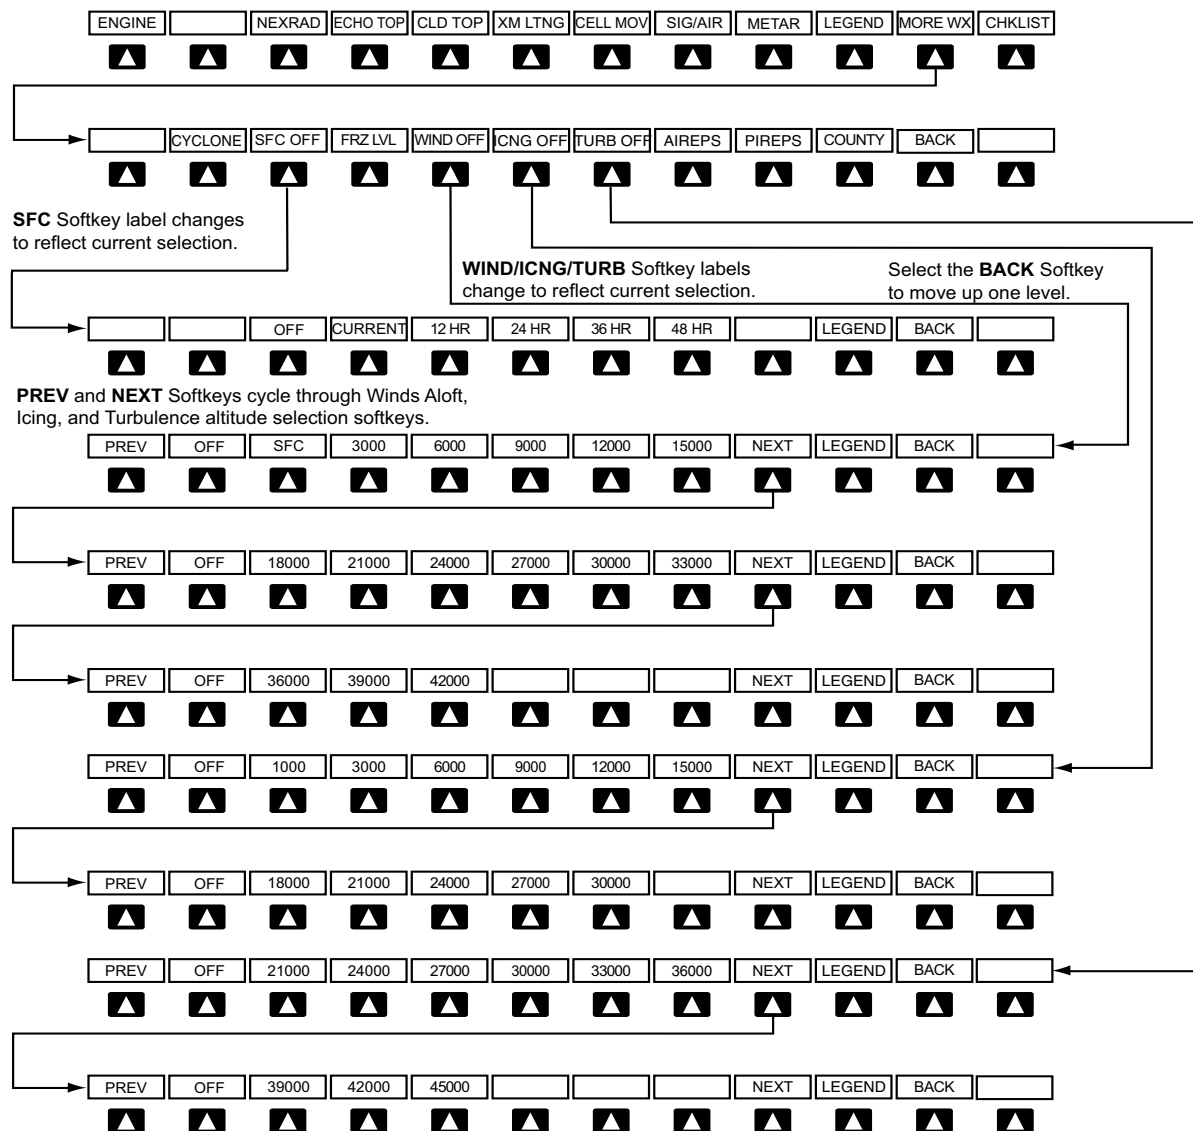 ENGINE NEXRAD ECHO TOP CLD TOP XM LTNG CELL MOV SIG/AIR METAR LEGEND MORE WX CHKLIST
CYCLONE SFC OFF FRZ LVL WIND OFF ICNG OFF TURB OFF AIREPS PIREPS COUNTY BACK
SFC Softkey label changes
to reflect current selection.
WIND/ICNG/TURB Softkey labels
change to reflect current selection.
Select the BACK Softkey
to move up one level.
OFF CURRENT 12 HR 24 HR 36 HR 48 HR LEGEND BACK
PREV and NEXT Softkeys cycle through Winds Aloft,
Icing, and Turbulence altitude selection softkeys.
PREV OFF SFC 3000 6000 9000 12000 15000 NEXT LEGEND BACK
PREV OFF 18000 21000 24000 27000 30000 33000 NEXT LEGEND BACK
PREV OFF 36000 39000 42000 NEXT LEGEND BACK
PREV OFF 1000 3000 6000 9000 12000 15000 NEXT LEGEND BACK
PREV OFF 18000 21000 24000 27000 30000 NEXT LEGEND BACK
PREV OFF 21000 24000 27000 30000 33000 36000 NEXT LEGEND BACK
PREV OFF 39000 42000 45000 NEXT LEGEND BACK